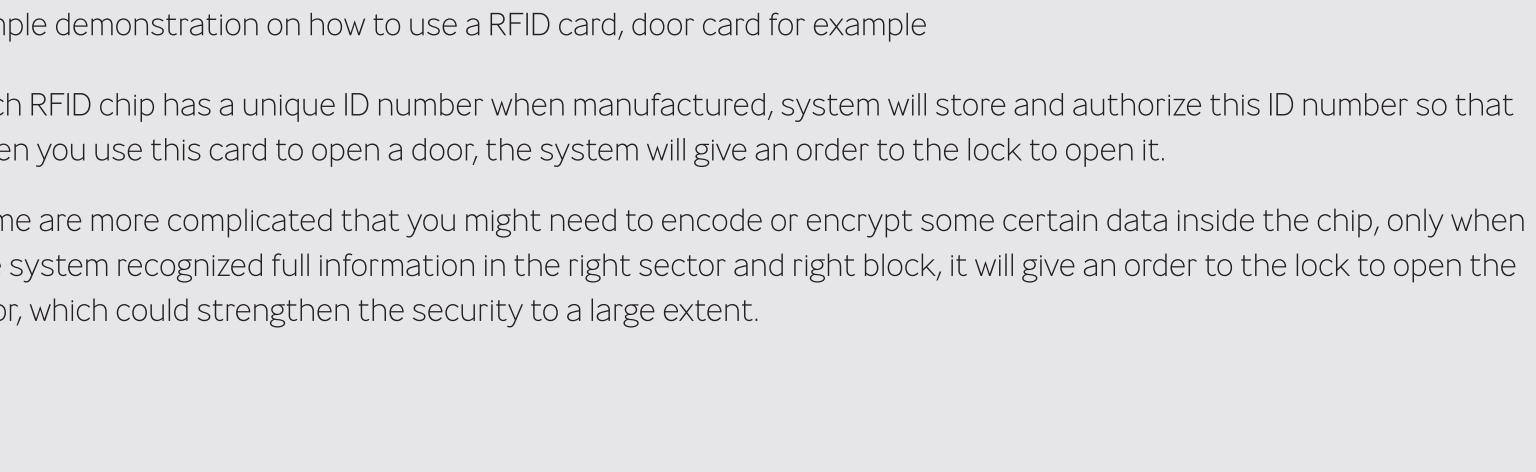 mple demonstration on how to use a RFID card, door card for example
ch RFID chip has a unique ID number when manufactured, system will store and authorize this ID number so that
en you use this card to open a door, the system will give an order to the lock to open it.
me are more complicated that you might need to encode or encrypt some certain data inside the chip, only when
e system recognized full information in the right sector and right block, it will give an order to the lock to open the
or, which could strengthen the security to a large extent.